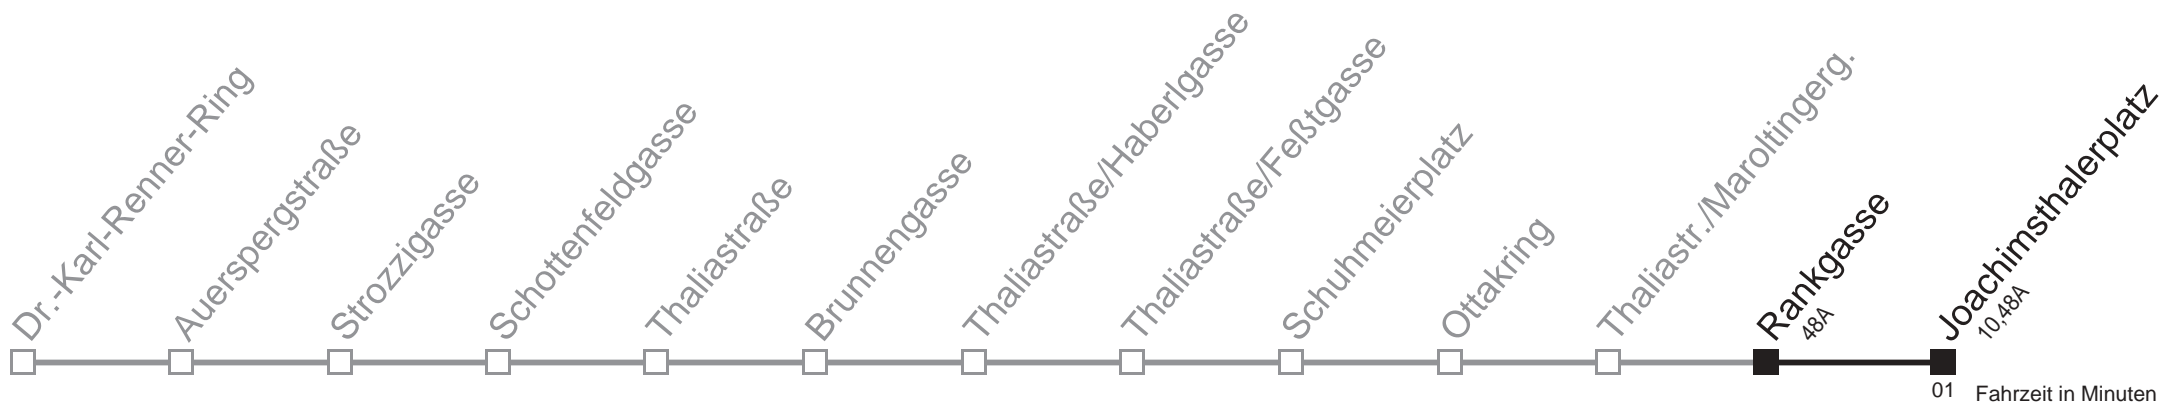 Dr.-Karl-Renner-Ring
Auerspergstraße
Strozzigasse
Schottenfeldgasse
Thaliastraße
Brunnengasse
Thaliastraße/Haberlgasse
Thaliastraße/Feßtgasse
Schuhmeierplatz
Ottakring
Thaliastr./Maroltingerg.
Rankgasse
48A
Joachimsthalerplatz
10,48A
01 Fahrzeit in Minuten